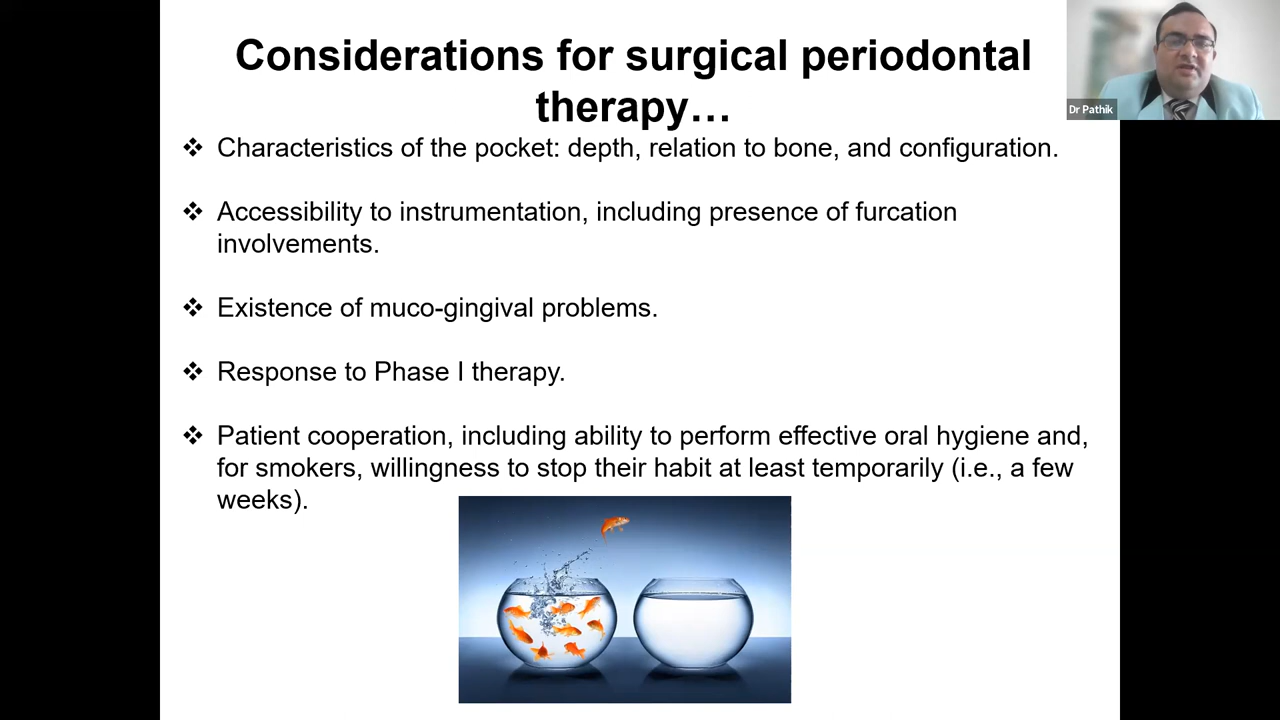 Considerations for surgical periodontal
therapy…
Dr Pathik
❖ Characteristics of the pocket: depth, relation to bone, and configuration.
❖ Accessibility to instrumentation, including presence of furcation
involvements.
❖ Existence of muco-gingival problems.
❖ Response to Phase I therapy.
❖ Patient cooperation, including ability to perform effective oral hygiene and,
for smokers, willingness to stop their habit at least temporarily (i.e., a few
weeks).